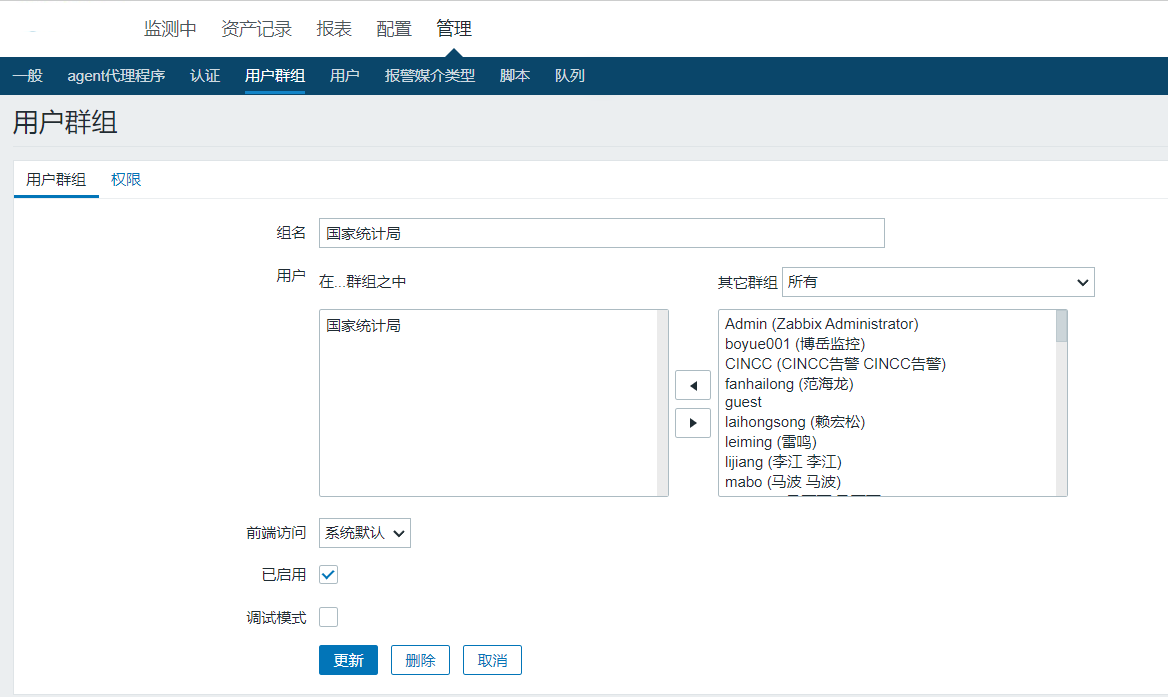 监测中 资产记录 报表 配置 管理
一般 agent代理程序 认证 用户群组 用户 报警媒介类型 脚本 队列
用户群组
用户群组 权限
组名 国家统计局
用户 在...群组之中 其它群组 所有
国家统计局
Admin (Zabbix Administrator)
boyue001 (博岳监控)
CINCC (CINCC告警 CINCC告警)
fanhailong (范海龙)
guest
laihongsong (赖宏松)
leiming (雷鸣)
lijiang (李江 李江)
mabo (马波 马波)
前端访问 系统默认
已启用
调试模式
更新 删除 取消